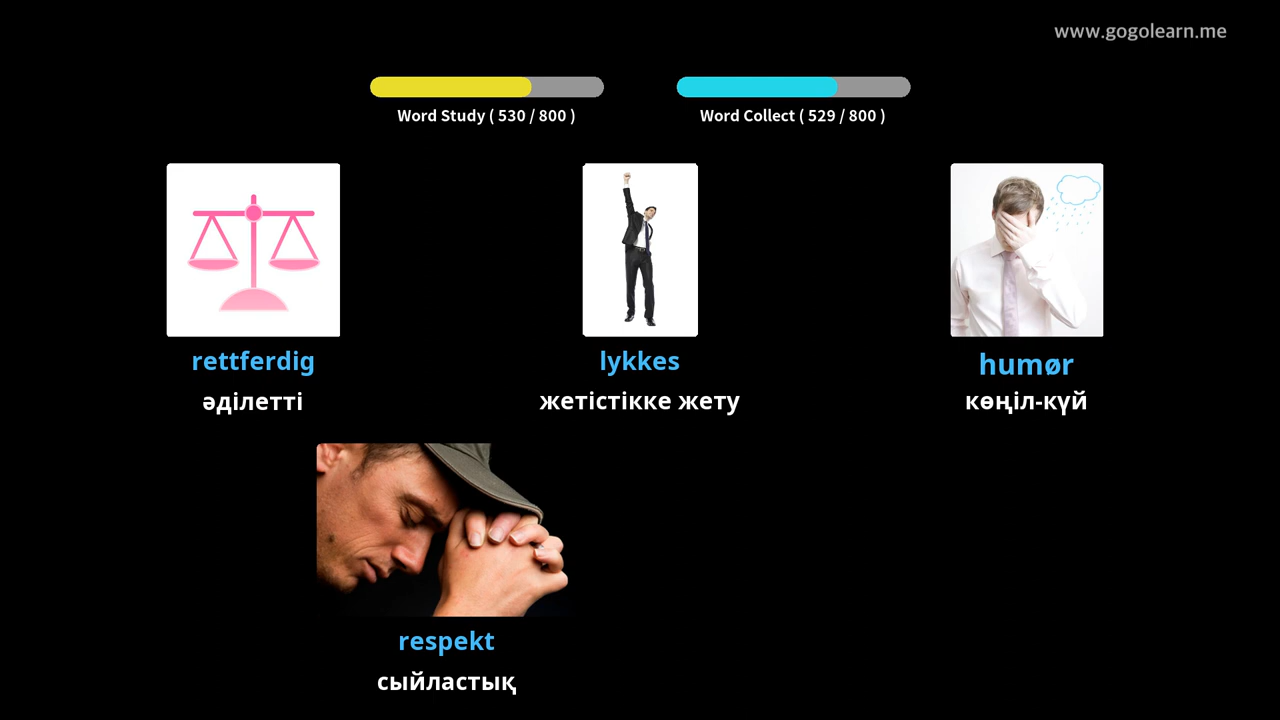 www.gogolearn.me
Word Study ( 530 / 800 )
Word Collect ( 529 / 800 )
rettferdig
әділетті
lykkes
жетістікке жету
humør
көңіл-күй
respekt
сыйластық